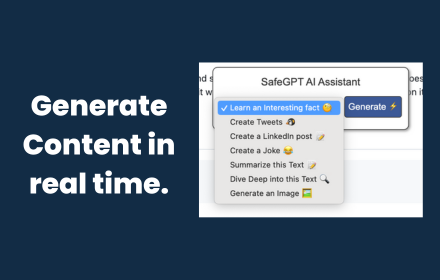 Generate
Content in
real time.
SafeGPT AI Assistant
✓ Learn an Interesting fact 🧐
Generate ⚡
Create Tweets 🐶
Create a LinkedIn post 📝
Create a Joke 😂
Summarize this Text 📝
Dive Deep into this Text 🔍
Generate an Image 🖼️